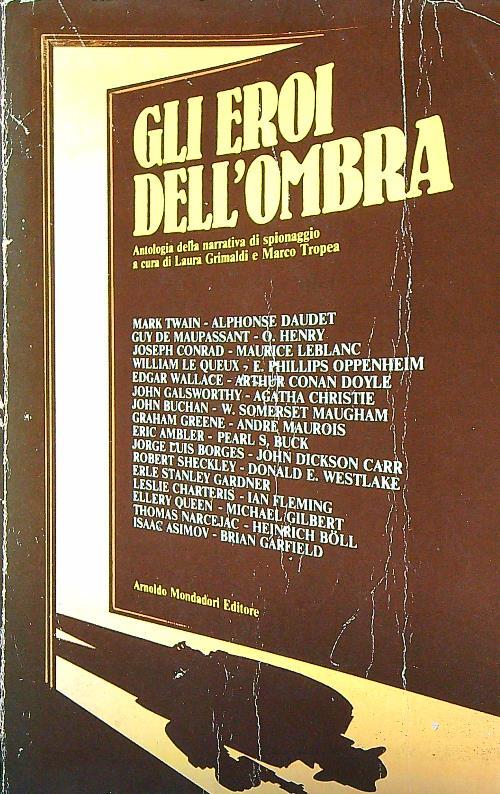 GLI EROI
DELL'OMBRA
Antologia della narrativa di spionaggio
a cura di Laura Grimaldi e Marco Tropea
MARK TWAIN - ALPHONSE DAUDET
GUY DE MAUPASSANT - O. HENRY
JOSEPH CONRAD - MAURICE LEBLANC
WILLIAM LE QUEUX - E. PHILLIPS OPPENHEIM
EDGAR WALLACE - ARTHUR CONAN DOYLE
JOHN GALSWORTHY - AGATHA CHRISTIE
JOHN BUCHAN - W. SOMERSET MAUGHAM
GRAHAM GREENE - ANDRÉ MAUROIS
ERIC AMBLER - PEARL S. BUCK
JORGE LUIS BORGES - JOHN DICKSON CARR
ROBERT SHECKLEY - DONALD E. WESTLAKE
ERLE STANLEY GARDNER
LESLIE CHARTERIS - IAN FLEMING
ELLERY QUEEN - MICHAEL GILBERT
THOMAS NARCEJAC - HEINRICH BÖLL
ISAAC ASIMOV - BRIAN GARFIELD
Arnoldo Mondadori Editore